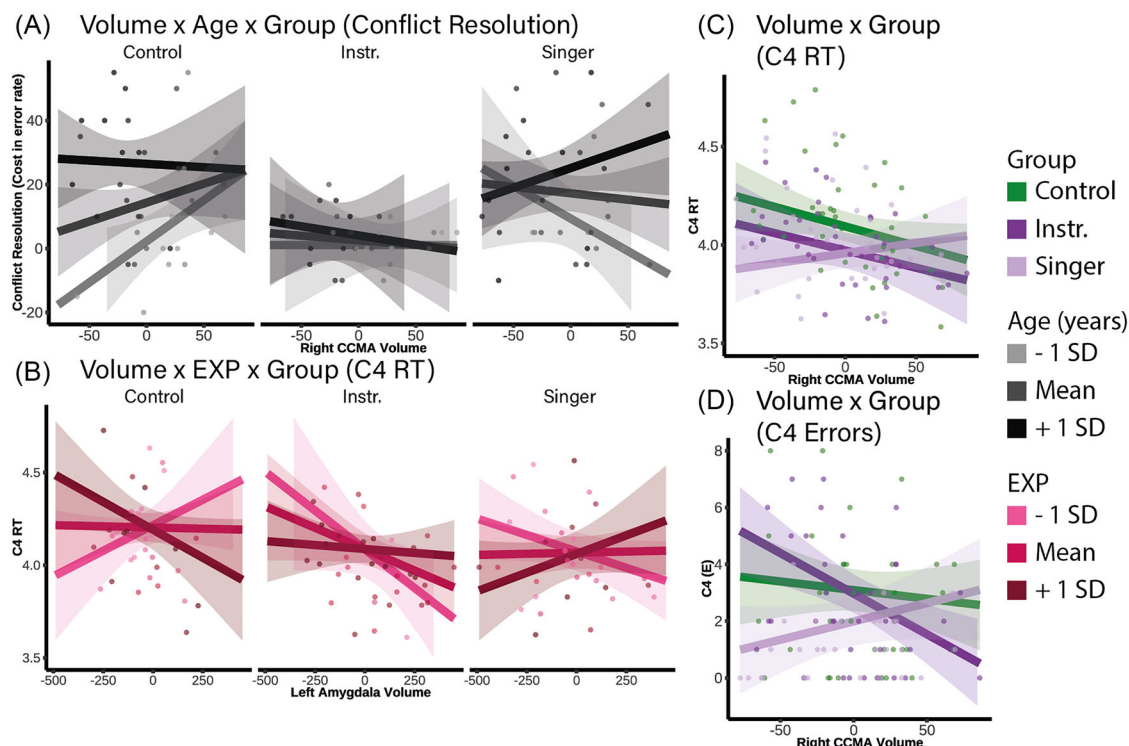 (A) Volume x Age x Group (Conflict Resolution)
Control Instr. Singer
Conflict Resolution (Cost in error rate)
40
20
0
-20
-50 0 50 -50 0 50 -50 0 50
Right CCMA Volume
(B) Volume x EXP x Group (C4 RT)
Control Instr. Singer
C4 RT
4.5
4.0
3.5
-500 -250 0 250 -500 -250 0 250 -500 -250 0 250
Left Amygdala Volume
(C) Volume x Group
(C4 RT)
C4 RT
4.5
4.0
3.5
-50 0 50
Right CCMA Volume
(D) Volume x Group
(C4 Errors)
C4 (E)
8
6
4
2
0
-50 0 50
Right CCMA Volume
Group
Control
Instr.
Singer
Age (years)
- 1 SD
Mean
+ 1 SD
EXP
- 1 SD
Mean
+ 1 SD